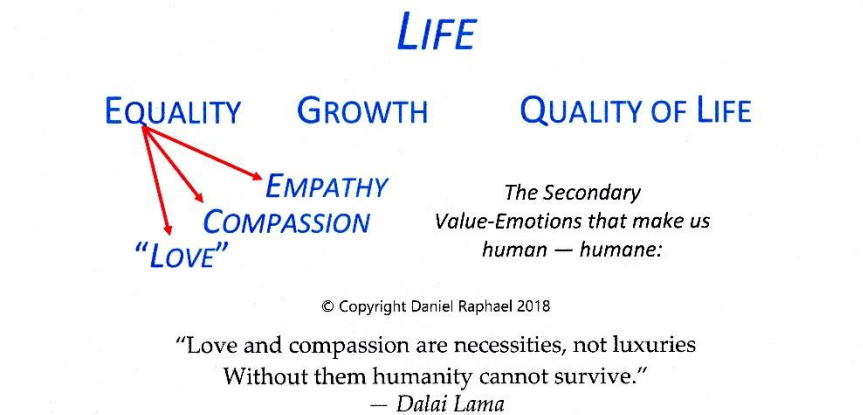 LIFE
EQUALITY GROWTH QUALITY OF LIFE
EMPATHY
COMPASSION
“LOVE”
The Secondary
Value-Emotions that make us
human — humane:
© Copyright Daniel Raphael 2018
“Love and compassion are necessities, not luxuries
Without them humanity cannot survive.”
— Dalai Lama